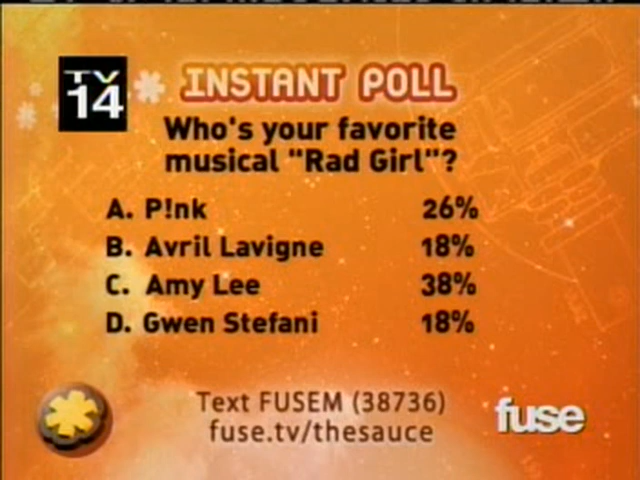 TV
14
INSTANT POLL
Who's your favorite
musical "Rad Girl"?
A. P!nk 26%
B. Avril Lavigne 18%
C. Amy Lee 38%
D. Gwen Stefani 18%
Text FUSEM (38736)
fuse.tv/thesauce
fuse